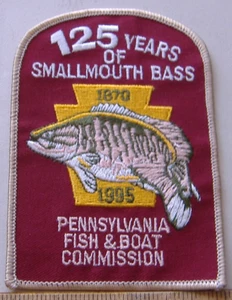 125 YEARS
OF
SMALLMOUTH BASS
1870
1995
PENNSYLVANIA
FISH & BOAT
COMMISSION